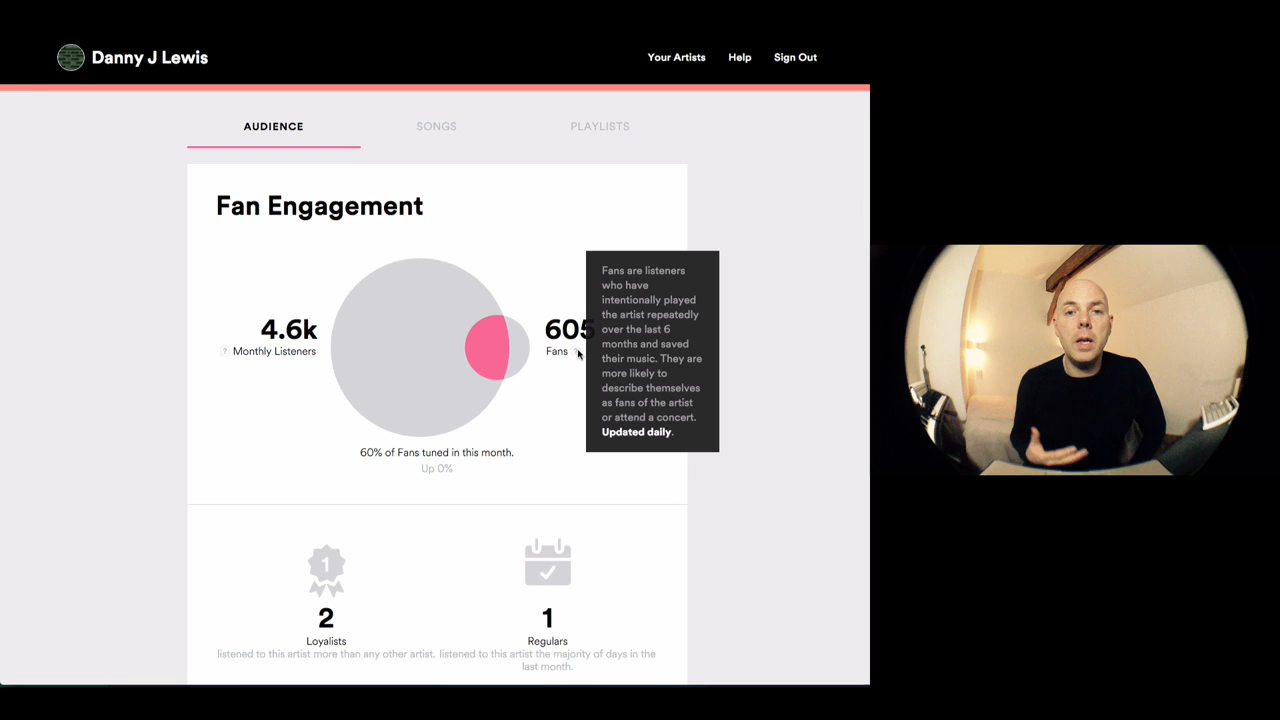 Danny J Lewis
Your Artists
Help
Sign Out
AUDIENCE
SONGS
PLAYLISTS
Fan Engagement
4.6k
? Monthly Listeners
605
Fans
Fans are listeners
who have
intentionally played
the artist repeatedly
over the last 6
months and saved
their music. They are
more likely to
describe themselves
as fans of the artist
or attend a concert.
Updated daily.
60% of Fans tuned in this month.
Up 0%
1
2
Loyalists
listened to this artist more than any other artist.
1
Regulars
listened to this artist the majority of days in the
last month.